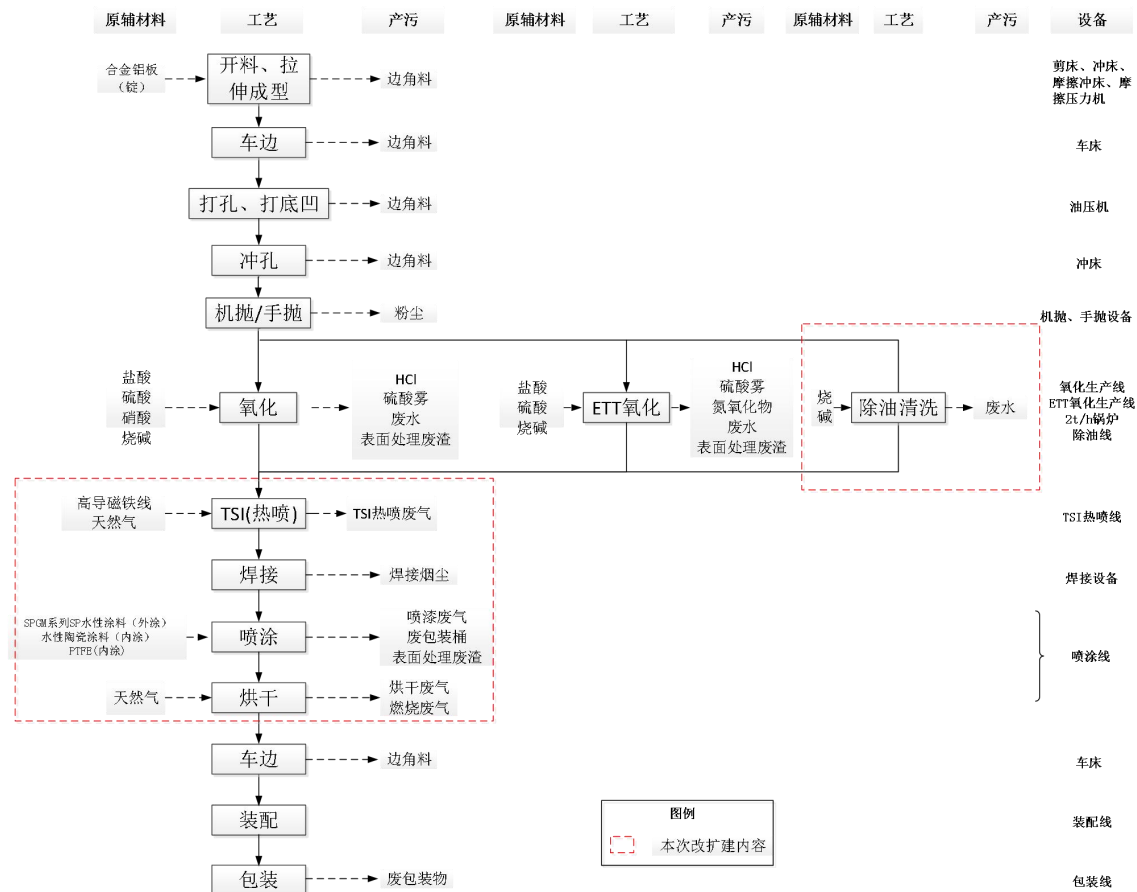 原辅材料
工艺
产污
原辅材料
工艺
产污
原辅材料
工艺
产污
设备
合金铝板
（锭）
开料、拉
伸成型
边角料
剪床、冲床、
摩擦冲床、摩
擦压力机
车边
边角料
车床
打孔、打底凹
边角料
油压机
冲孔
边角料
冲床
机抛/手抛
粉尘
机抛、手抛设备
盐酸
硫酸
硝酸
烧碱
氧化
HCl
硫酸雾
废水
表面处理废渣
盐酸
硫酸
烧碱
ETT氧化
HCl
硫酸雾
氮氧化物
废水
表面处理废渣
烧
碱
除油清洗
废水
氧化生产线
ETT氧化生产线
2t/h锅炉
除油线
高导磁铁线
天然气
TSI(热喷)
TSI热喷废气
TSI热喷线
焊接
焊接烟尘
焊接设备
SPGM系列SP水性涂料（外涂）
水性陶瓷涂料（内涂）
PTFE(内涂)
喷涂
喷漆废气
废包装桶
表面处理废渣
喷涂线
天然气
烘干
烘干废气
燃烧废气
车边
边角料
车床
装配
装配线
包装
废包装物
包装线
图例
本次改扩建内容